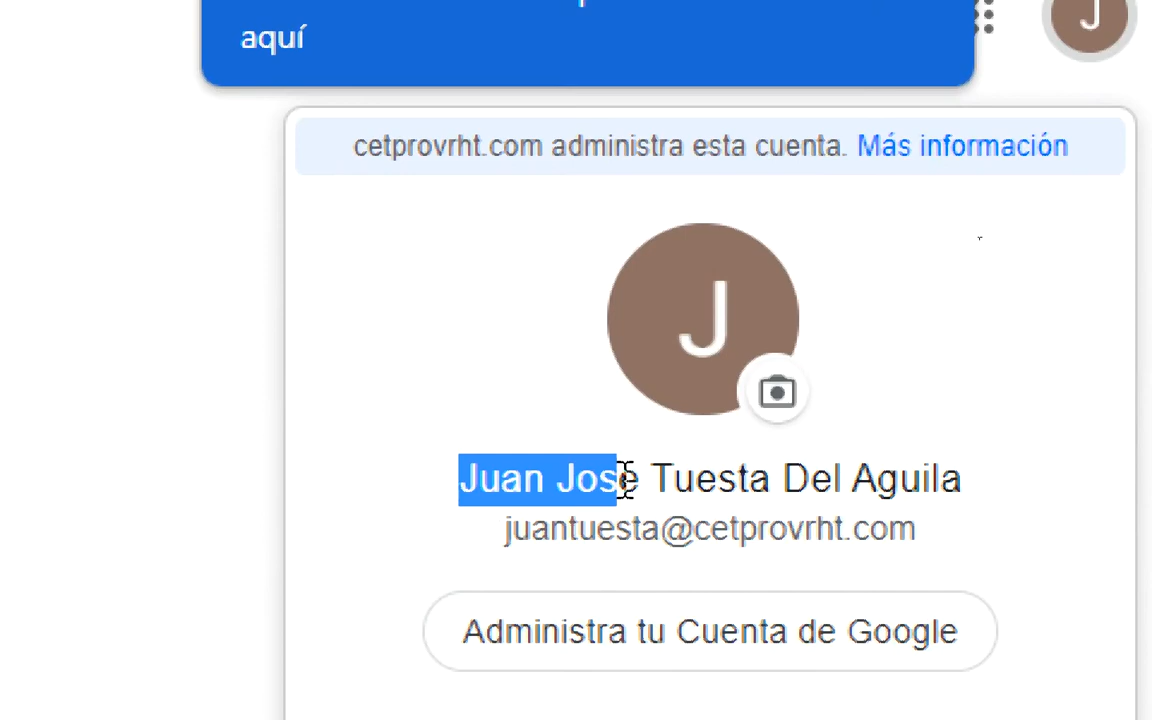 aquí
J
cetprovrht.com administra esta cuenta. Más información
J
Juan Jose Tuesta Del Aguila
juantuesta@cetprovrht.com
Administra tu Cuenta de Google